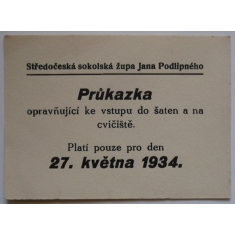 Středočeská sokolská župa Jana Podlipného
Průkazka
opravňující ke vstupu do šaten a na
cvičiště.
Platí pouze pro den
27. května 1934.